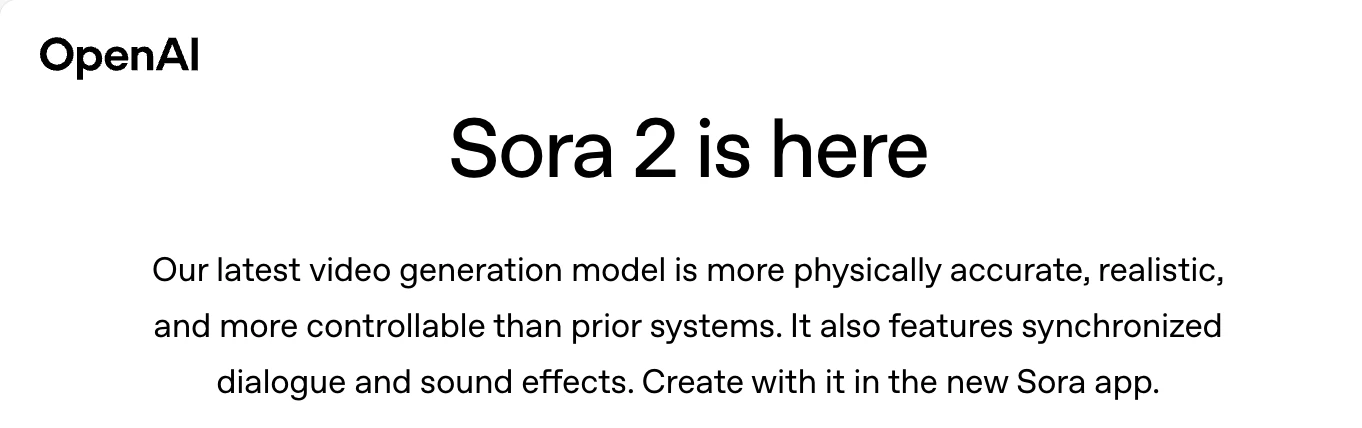 OpenAI
Sora 2 is here
Our latest video generation model is more physically accurate, realistic,
and more controllable than prior systems. It also features synchronized
dialogue and sound effects. Create with it in the new Sora app.